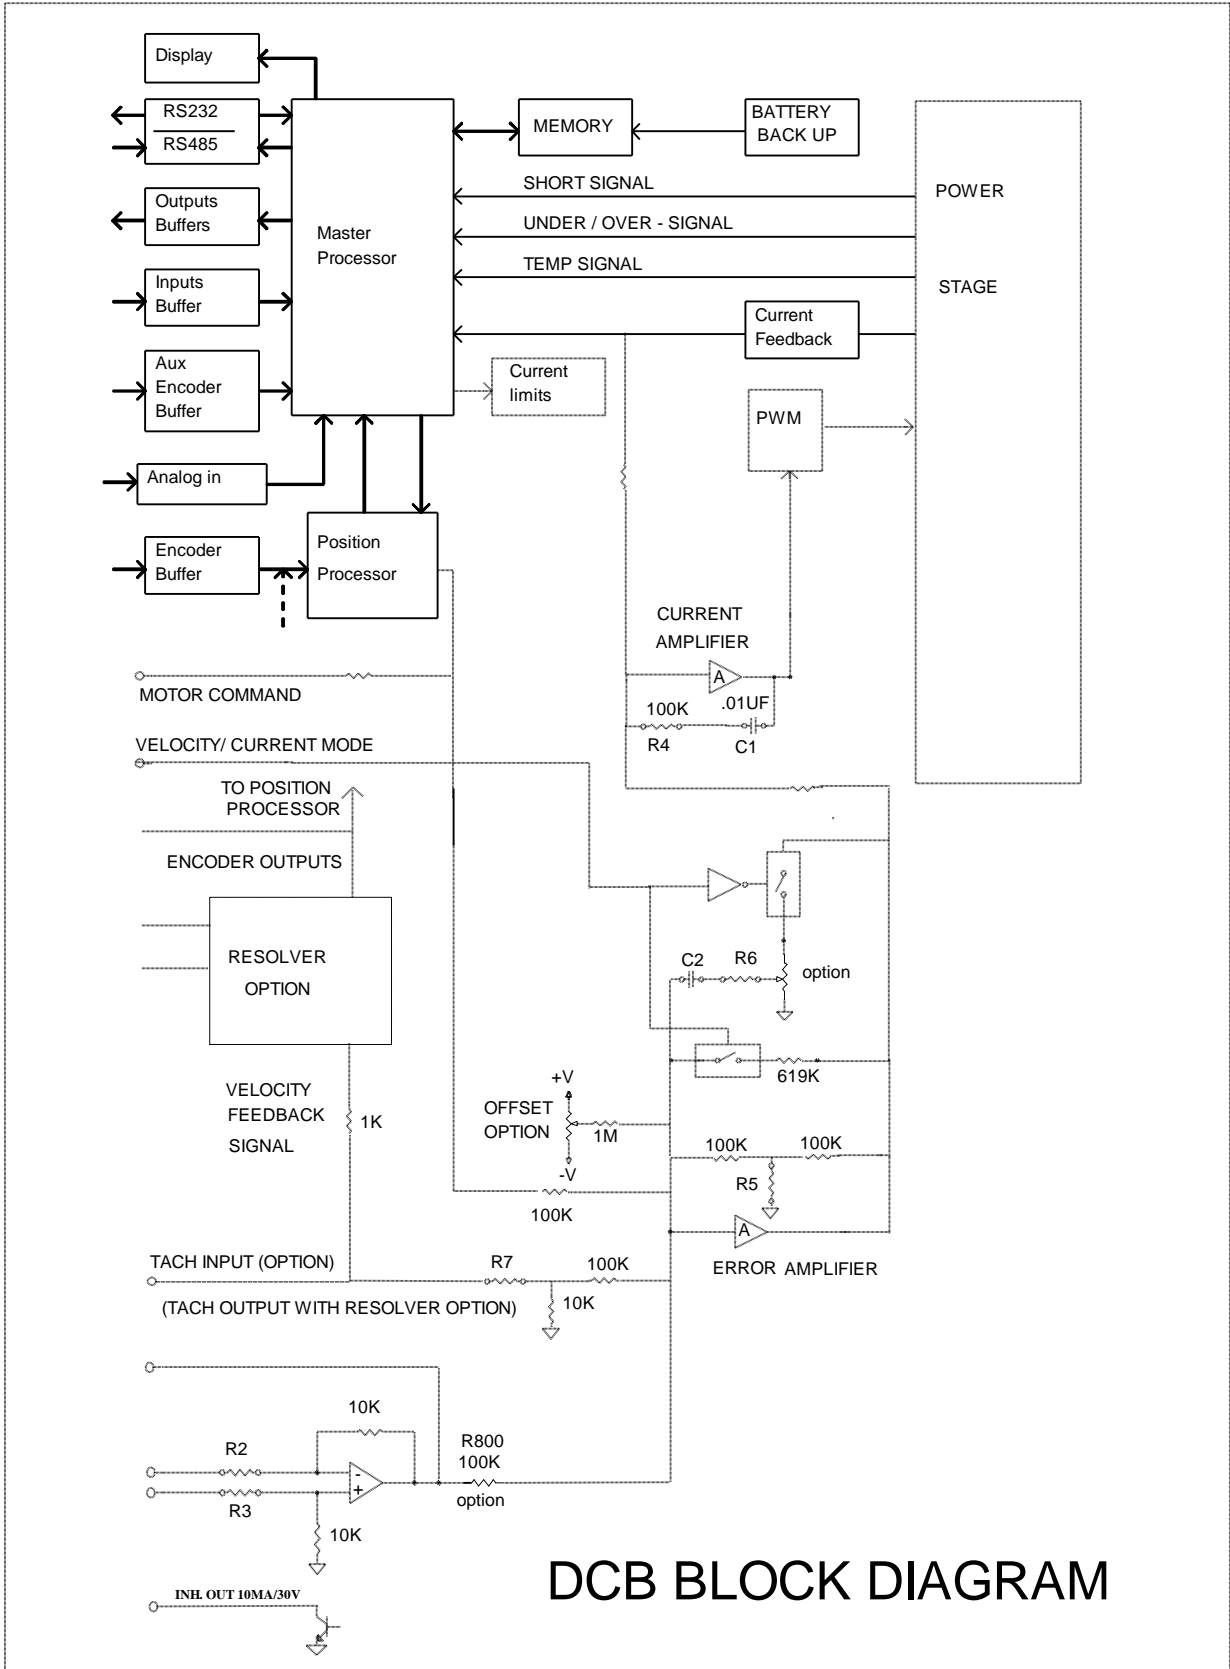 Display
RS232
RS485
MEMORY
BATTERY
BACK UP
Outputs
Buffers
Master
Processor
SHORT SIGNAL
UNDER / OVER - SIGNAL
TEMP SIGNAL
POWER
STAGE
Inputs
Buffer
Current
Feedback
Aux
Encoder
Buffer
Current
limits
PWM
Analog in
Encoder
Buffer
Position
Processor
CURRENT
AMPLIFIER
A
.01UF
100K
R4
C1
MOTOR COMMAND
VELOCITY/ CURRENT MODE
TO POSITION
PROCESSOR
ENCODER OUTPUTS
RESOLVER
OPTION
C2
R6
option
619K
VELOCITY
FEEDBACK
SIGNAL
1K
+V
OFFSET
OPTION
-V
1M
100K
100K
100K
R5
A
ERROR AMPLIFIER
TACH INPUT (OPTION)
R7
100K
10K
(TACH OUTPUT WITH RESOLVER OPTION)
10K
R2
R3
-
+
10K
R800
100K
option
INH. OUT 10MA/30V
DCB BLOCK DIAGRAM